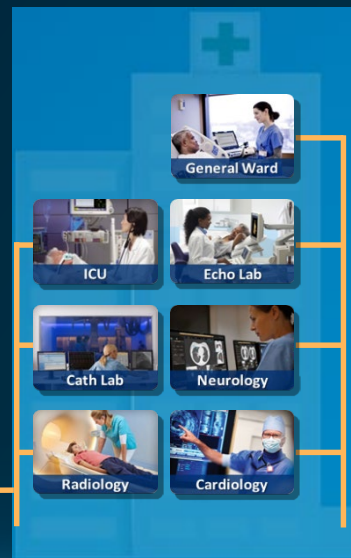 General Ward
ICU
Echo Lab
Cath Lab
Neurology
Radiology
Cardiology